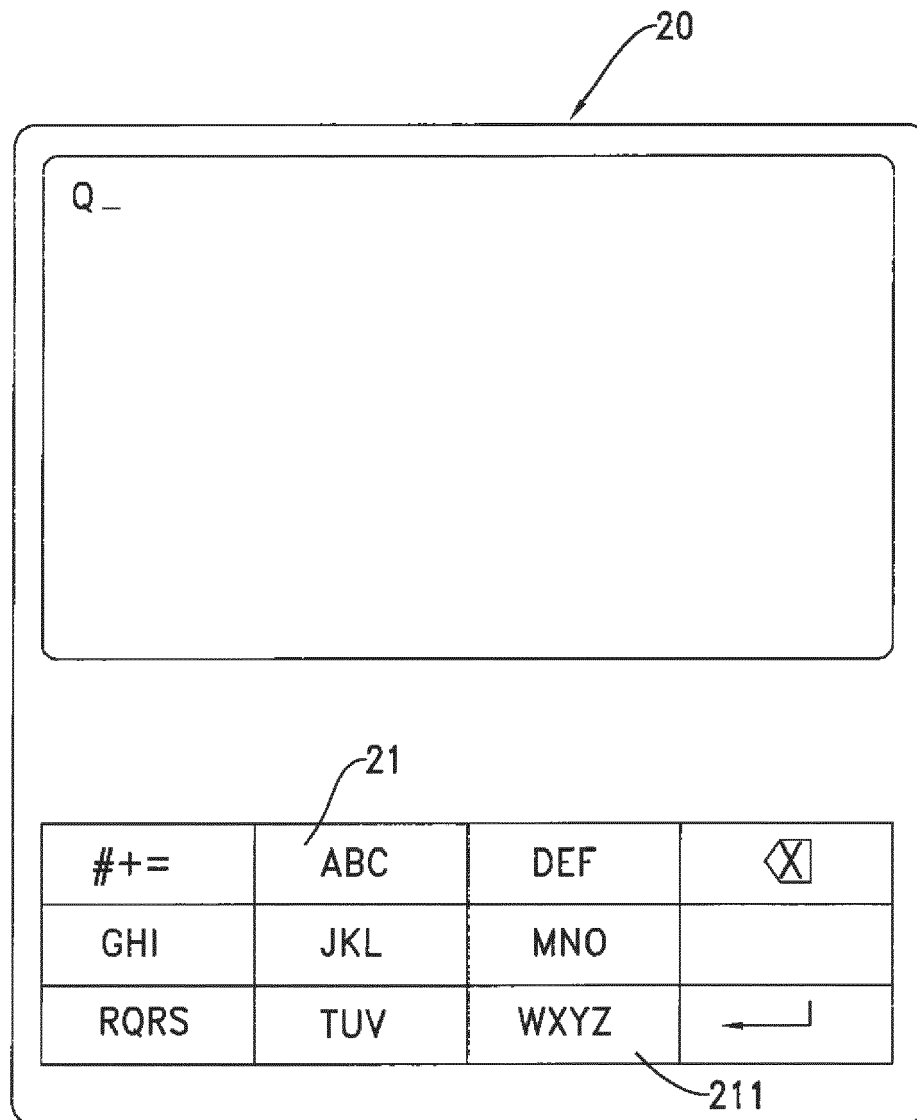 20
Q_
21
#+= ABC DEF X
GHI JKL MNO
RQRS TUV WXYZ
211